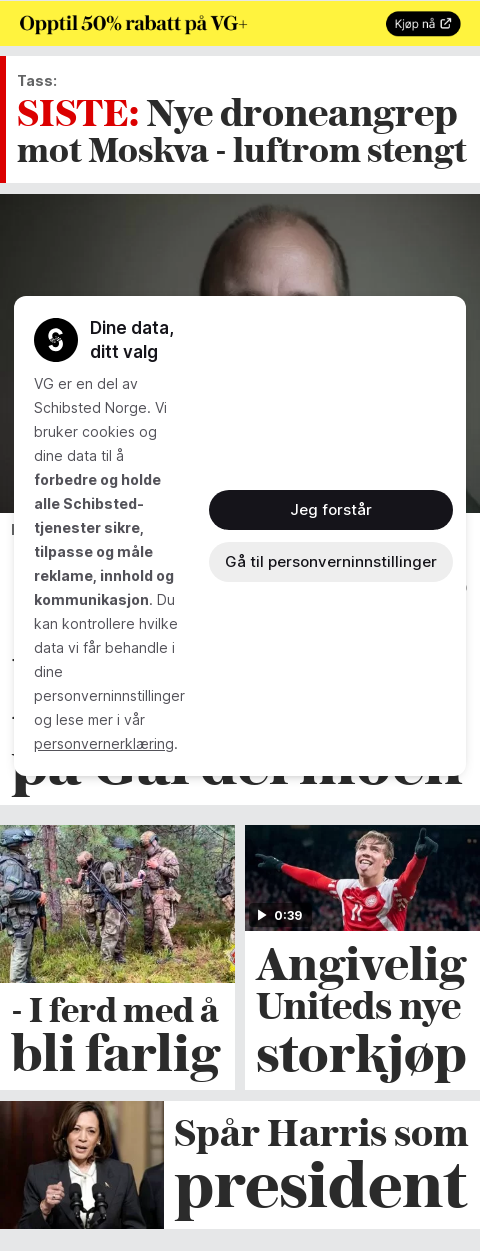 Opptil 50% rabatt på VG+
Kjøp nå
Tass:
SISTE: Nye droneangrep
mot Moskva - luftrom stengt
Dine data,
ditt valg
VG er en del av
Schibsted Norge. Vi
bruker cookies og
dine data til å
forbedre og holde
alle Schibsted-
tjenester sikre,
tilpasse og måle
reklame, innhold og
kommunikasjon. Du
kan kontrollere hvilke
data vi får behandle i
dine
personverninnstillinger
og lese mer i vår
personvernerklæring.
Jeg forstår
Gå til personverninnstillinger
på Gardermoen
0:39
- I ferd med å
bli farlig
Angivelig
Uniteds nye
storkjøp
Spår Harris som
president